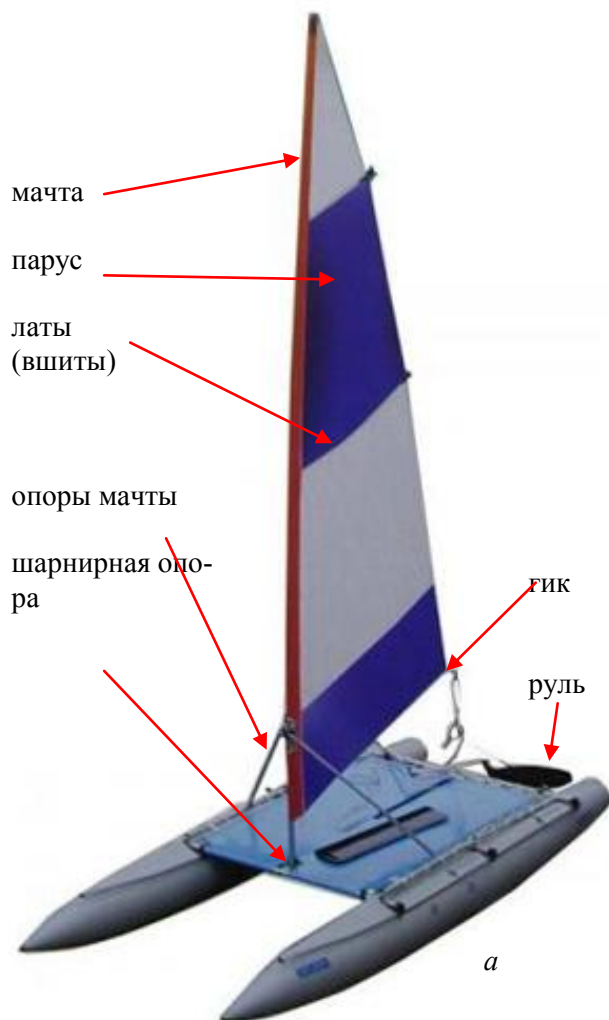 мачта
парус
латы
(вшиты)
опоры мачты
шарнирная опо-
ра
гик
руль
а